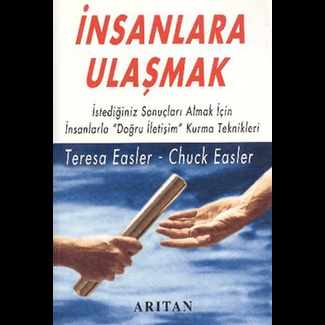 İNSANLARA
ULAŞMAK
İstediğiniz Sonuçları Almak İçin
İnsanlarla "Doğru İletişim" Kurma Teknikleri
Teresa Easler - Chuck Easler
ARITAN